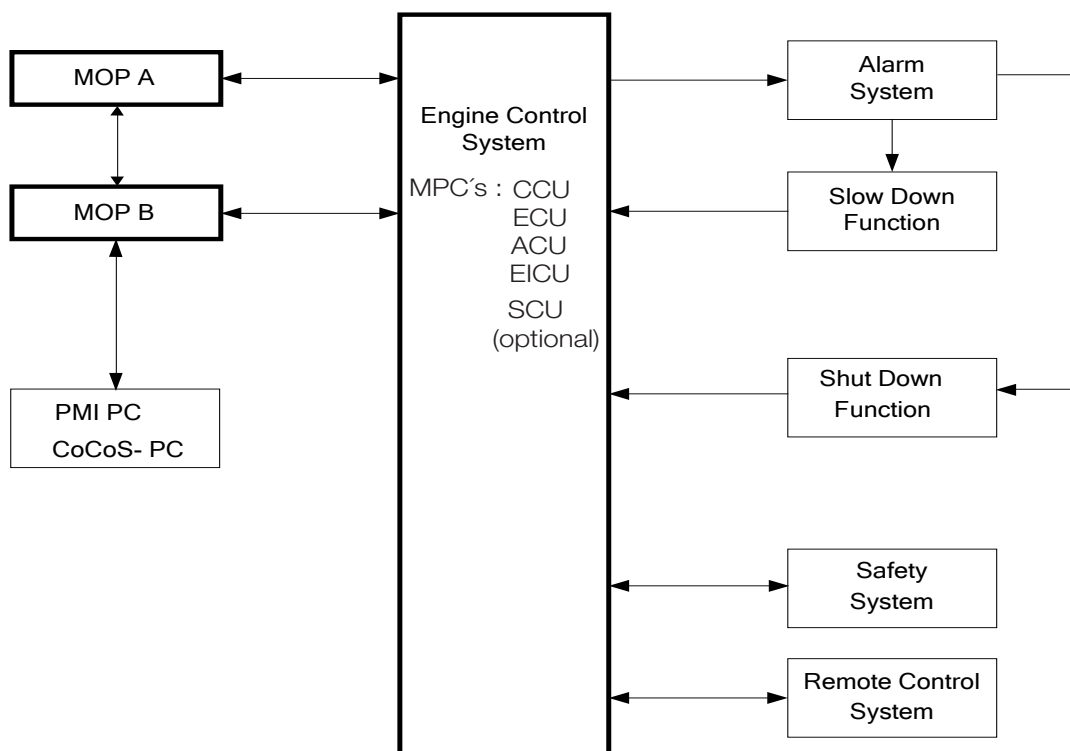 MOP A
MOP B
PMI PC
CoCoS- PC
Engine Control
System
MPC´s : CCU
ECU
ACU
EICU
SCU
(optional)
Alarm
System
Slow Down
Function
Shut Down
Function
Safety
System
Remote Control
System